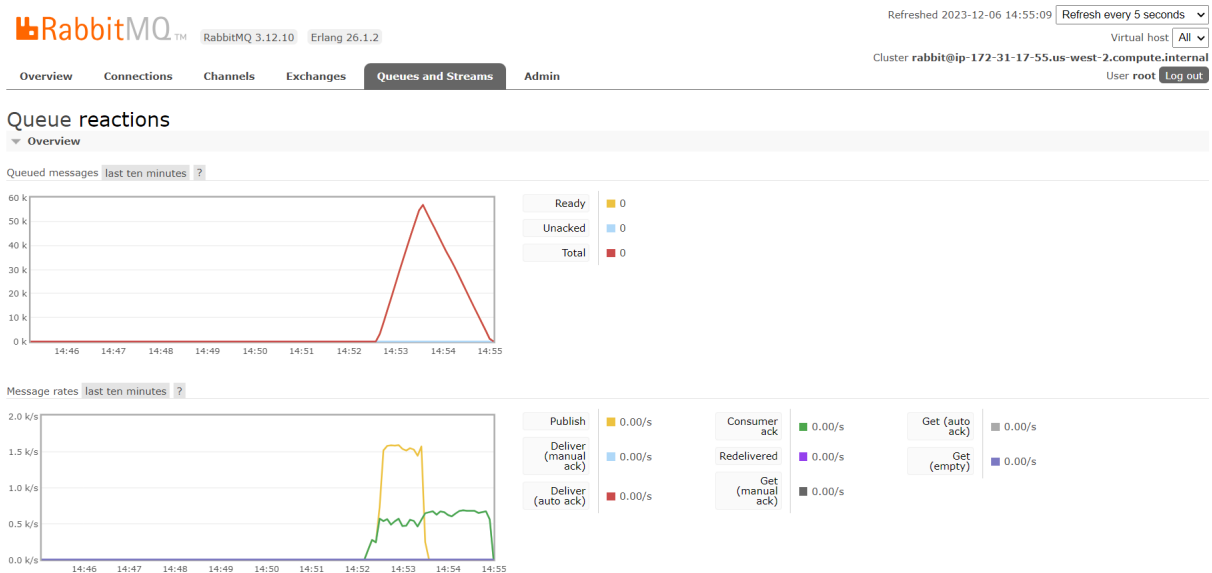 Refreshed 2023-12-06 14:55:09 Refresh every 5 seconds
RabbitMQ TM RabbitMQ 3.12.10 Erlang 26.1.2
Virtual host All
Cluster rabbit@ip-172-31-17-55.us-west-2.compute.internal
User root Log out
Overview Connections Channels Exchanges Queues and Streams Admin
Queue reactions
Overview
Queued messages last ten minutes ?
60 k
50 k
40 k
30 k
20 k
10 k
0 k
14:46 14:47 14:48 14:49 14:50 14:51 14:52 14:53 14:54 14:55
Ready 0
Unacked 0
Total 0
Message rates last ten minutes ?
2.0 k/s
1.5 k/s
1.0 k/s
0.5 k/s
0.0 k/s
14:46 14:47 14:48 14:49 14:50 14:51 14:52 14:53 14:54 14:55
Publish 0.00/s
Deliver
(manual
ack) 0.00/s
Deliver
(auto ack) 0.00/s
Consumer
ack 0.00/s
Redelivered 0.00/s
Get
(manual
ack) 0.00/s
Get (auto
ack) 0.00/s
Get
(empty) 0.00/s